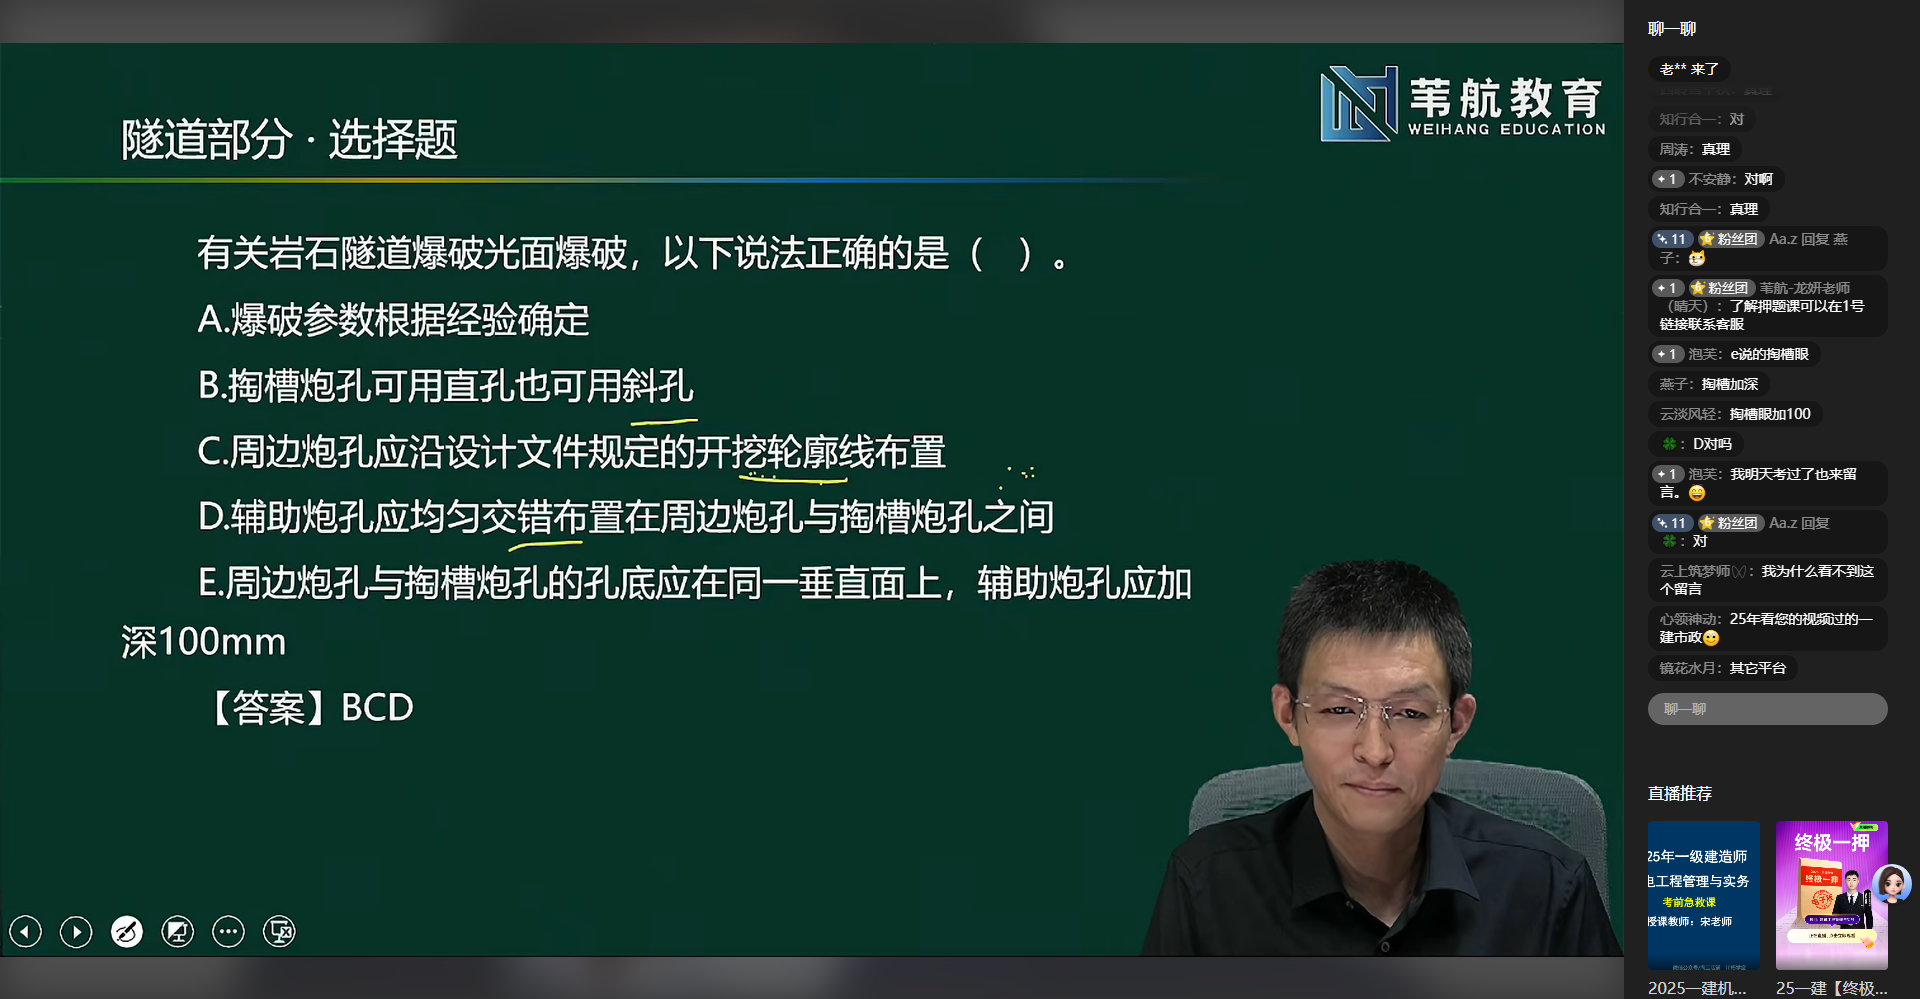 苇航教育
WEIHANG EDUCATION
隧道部分 · 选择题
有关岩石隧道爆破光面爆破，以下说法正确的是（　）。
A.爆破参数根据经验确定
B.掏槽炮孔可用直孔也可用斜孔
C.周边炮孔应沿设计文件规定的开挖轮廓线布置
D.辅助炮孔应均匀交错布置在周边炮孔与掏槽炮孔之间
E.周边炮孔与掏槽炮孔的孔底应在同一垂直面上，辅助炮孔应加
深100mm
【答案】BCD
聊一聊
老** 来了
知行合一：对
周涛：真理
1 不安静：对啊
知行合一：真理
11 粉丝团 Aa.z 回复 燕
子：
1 粉丝团 苇航-龙妍老师
（晴天）：了解押题课可以在1号
链接联系客服
1 泡芙：e说的掏槽眼
燕子：掏槽加深
云淡风轻：掏槽眼加100
：D对吗
1 泡芙：我明天考过了也来留
言。
11 粉丝团 Aa.z 回复
：对
云上筑梦师：我为什么看不到这
个留言
心领神动：25年看您的视频过的一
建市政
镜花水月：其它平台
聊一聊
直播推荐
25年一级建造师
电工程管理与实务
考前急救课
授课教师：宋老师
终极一押
终极一押
2025一建机...
25一建【终极...